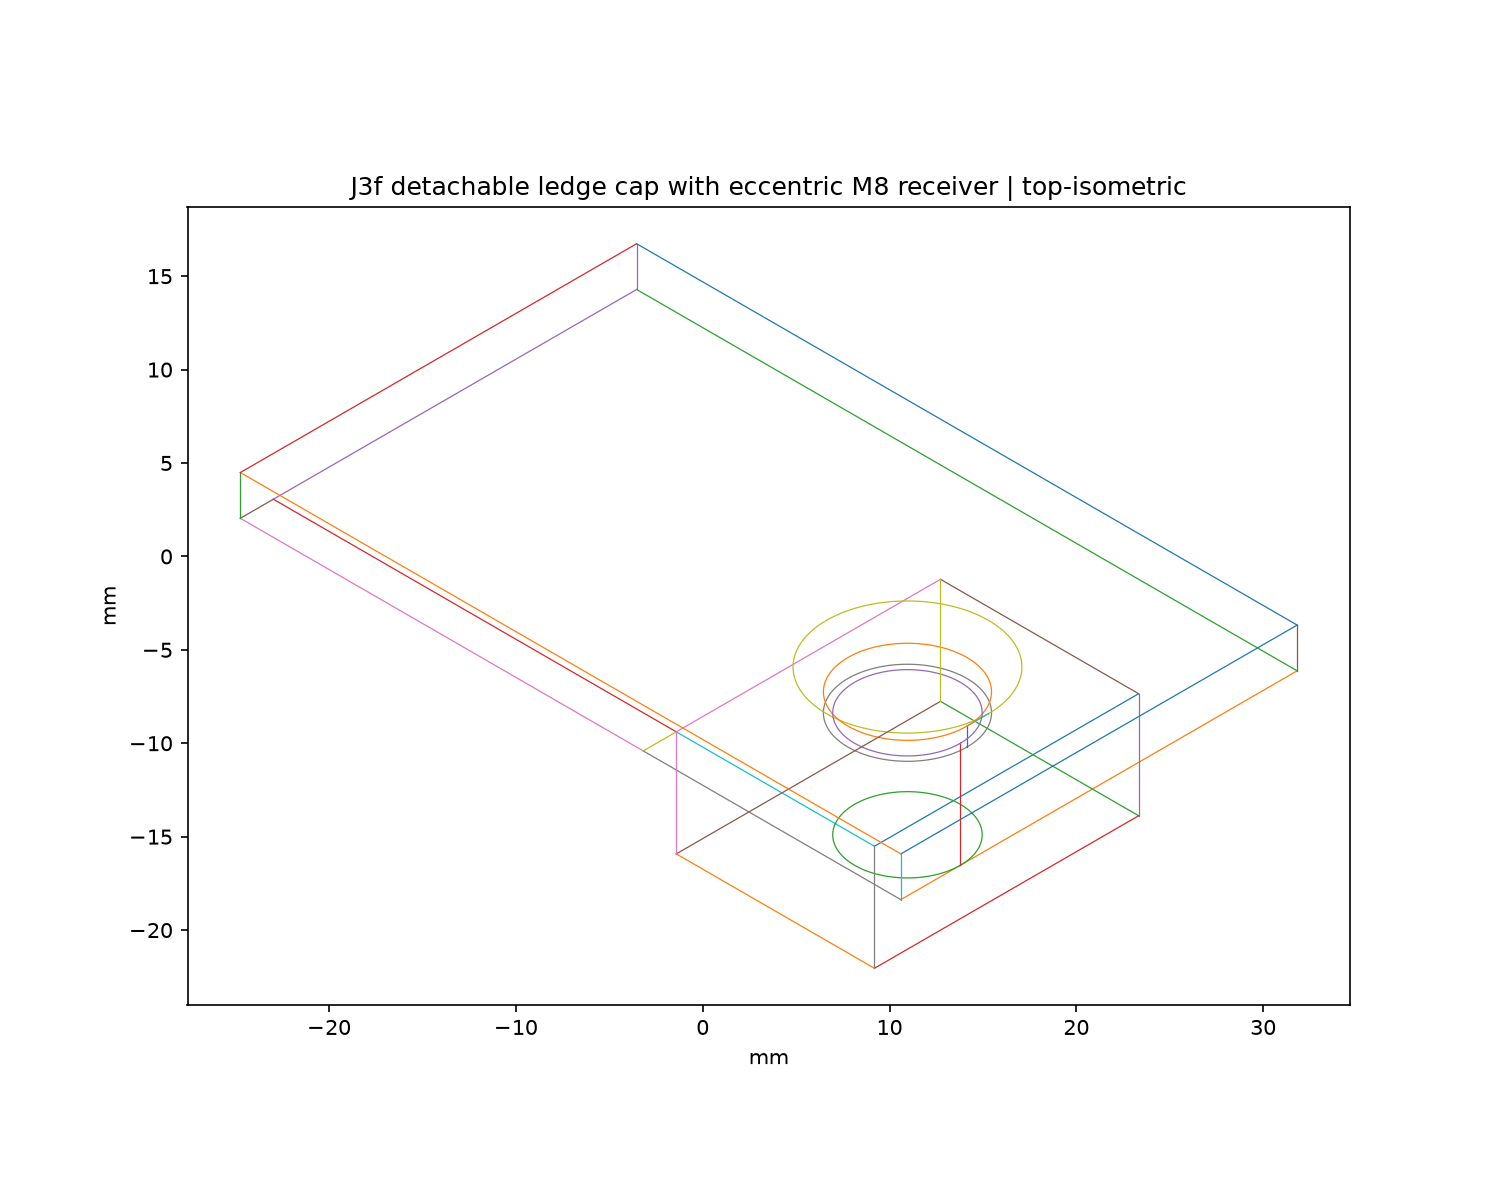 J3f detachable ledge cap with eccentric M8 receiver | top-isometric
15
10
5
0
−5
−10
−15
−20
mm
−20 −10 0 10 20 30
mm